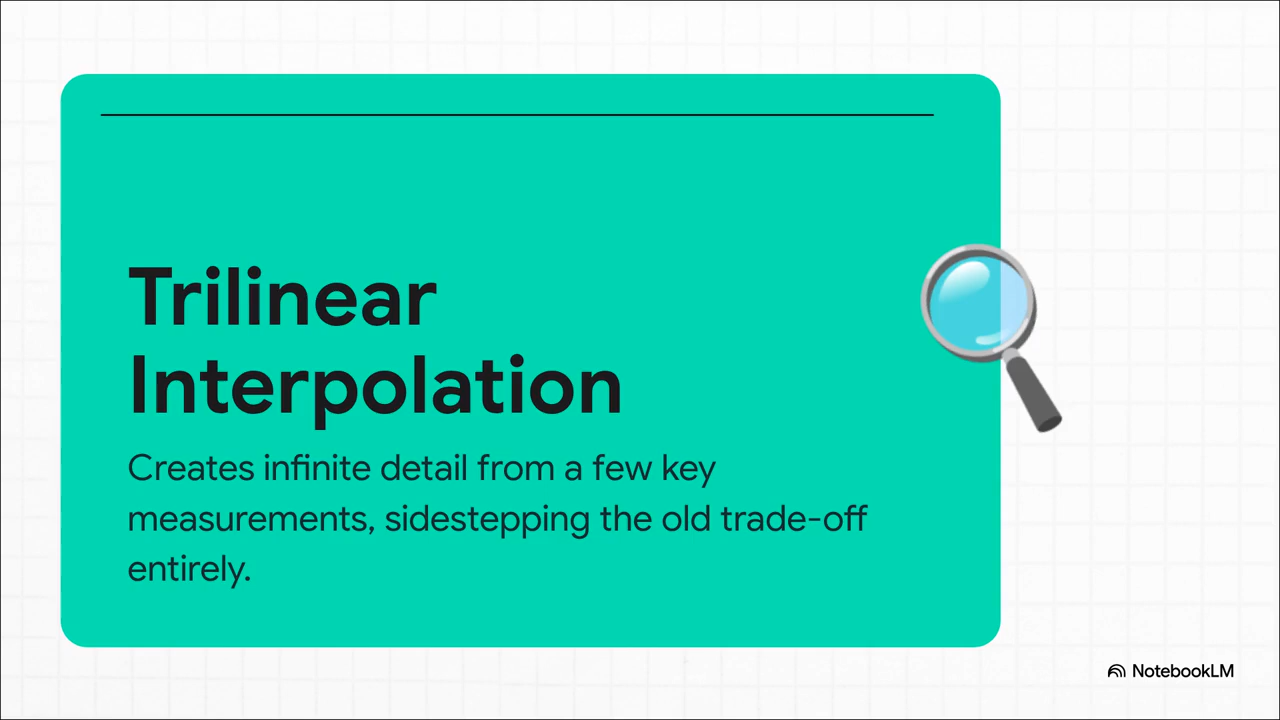 Trilinear
Interpolation
Creates infinite detail from a few key
measurements, sidestepping the old trade-off
entirely.
NotebookLM